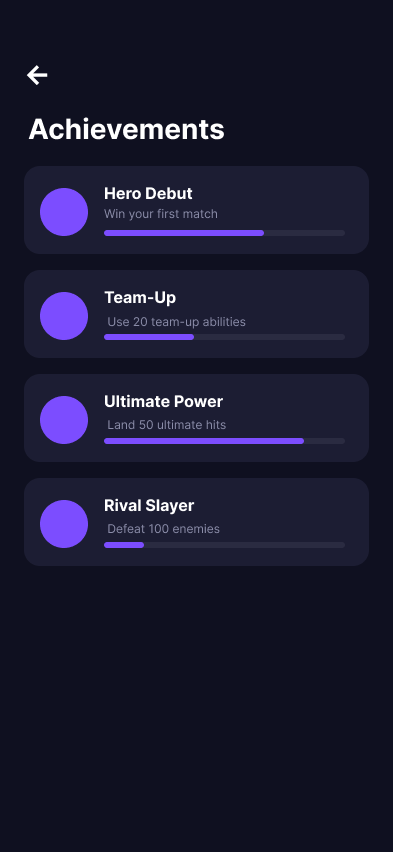 Achievements
Hero Debut
Win your first match
Team-Up
Use 20 team-up abilities
Ultimate Power
Land 50 ultimate hits
Rival Slayer
Defeat 100 enemies